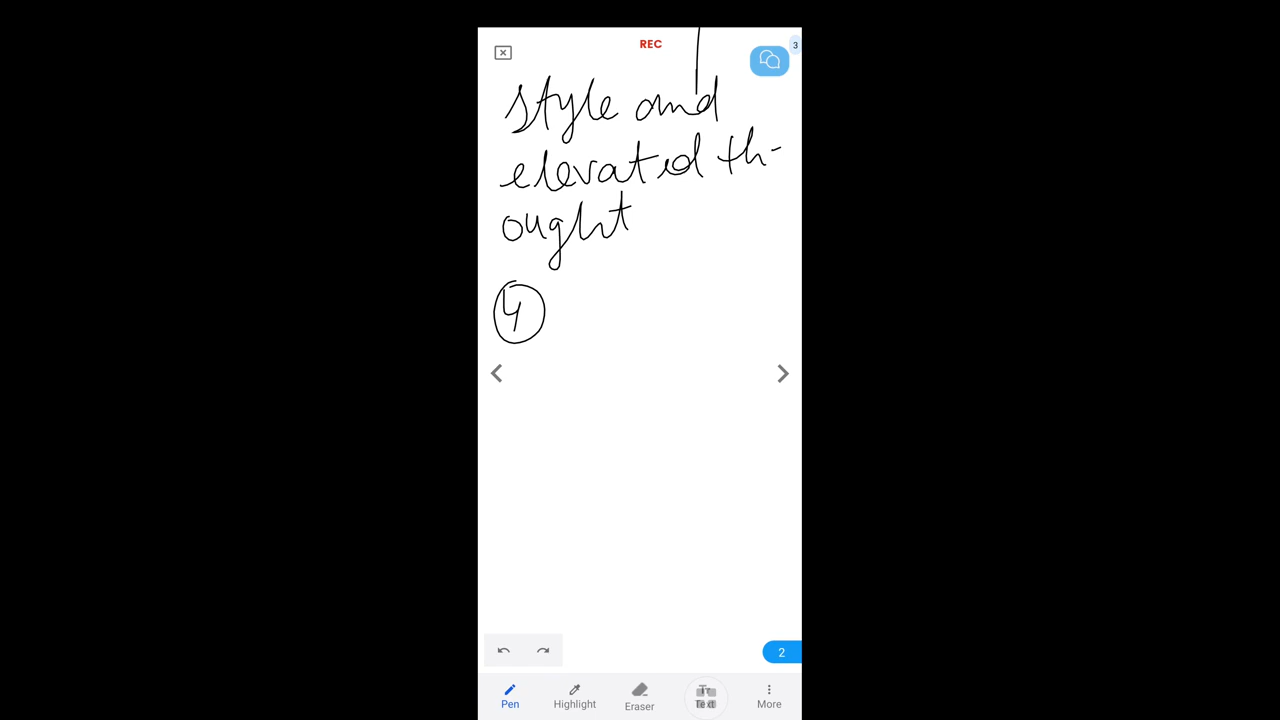 REC
3
style and
elevated th-
ought
4
2
Pen Highlight Eraser Text More